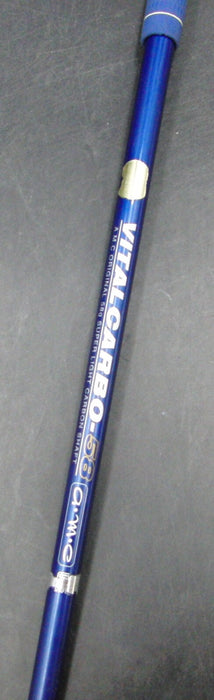 VITALCARBO-58
A M C ORIGINAL 58g SUPER LIGHT CARBON SHAFT